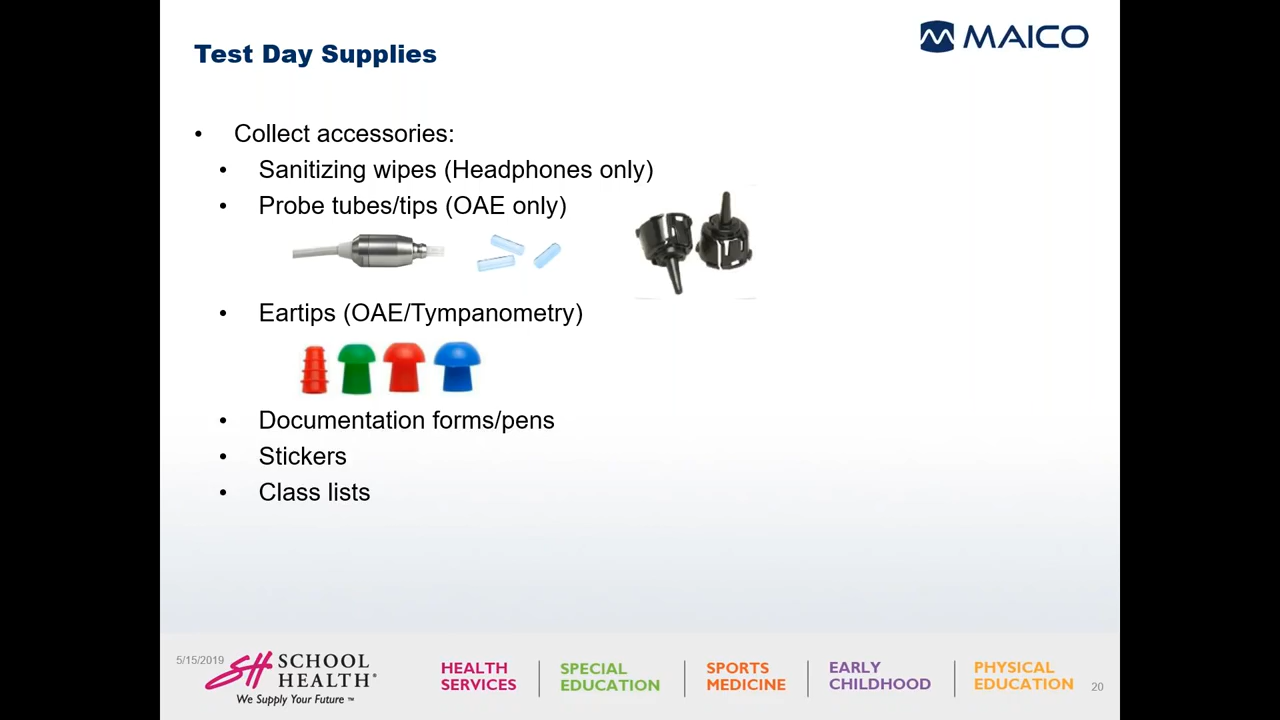 Test Day Supplies
MAICO
• Collect accessories:
• Sanitizing wipes (Headphones only)
• Probe tubes/tips (OAE only)
• Eartips (OAE/Tympanometry)
• Documentation forms/pens
• Stickers
• Class lists
5/15/2019
SH SCHOOL
HEALTH®
We Supply Your Future ™
HEALTH
SERVICES
SPECIAL
EDUCATION
SPORTS
MEDICINE
EARLY
CHILDHOOD
PHYSICAL
EDUCATION
20